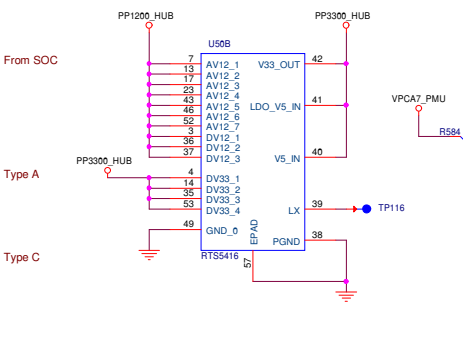 PP1200_HUB
PP3300_HUB
U50B
From SOC
7 AV12_1
13 AV12_2
17 AV12_3
23 AV12_4
43 AV12_5
46 AV12_6
52 AV12_7
3 DV12_1
36 DV12_2
37 DV12_3
V33_OUT 42
LDO_V5_IN 41
V5_IN 40
VPCA7_PMU
R584
PP3300_HUB
Type A
4 DV33_1
14 DV33_2
35 DV33_3
53 DV33_4
49 GND_0
LX 39
TP116
PGND 38
EPAD
57
RTS5416
Type C